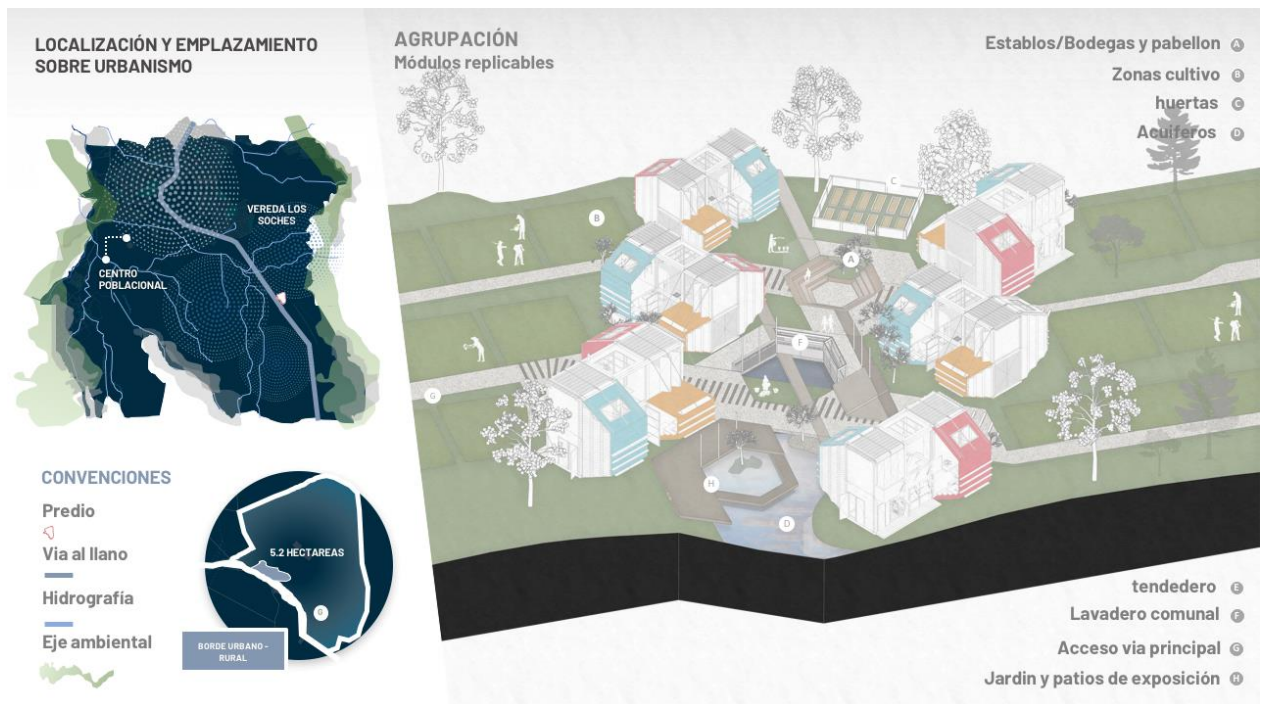 LOCALIZACIÓN Y EMPLAZAMIENTO
SOBRE URBANISMO
VEREDA LOS
SOCHES
CENTRO
POBLACIONAL
CONVENCIONES
Predio
Via al llano
Hidrografía
Eje ambiental
5.2 HECTAREAS
G
BORDE URBANO -
RURAL
AGRUPACIÓN
Módulos replicables
Establos/Bodegas y pabellon A
Zonas cultivo B
huertas C
Acuíferos D
C
B
A
F
G
H
D
tendedero E
Lavadero comunal F
Acceso via principal G
Jardin y patios de exposición H